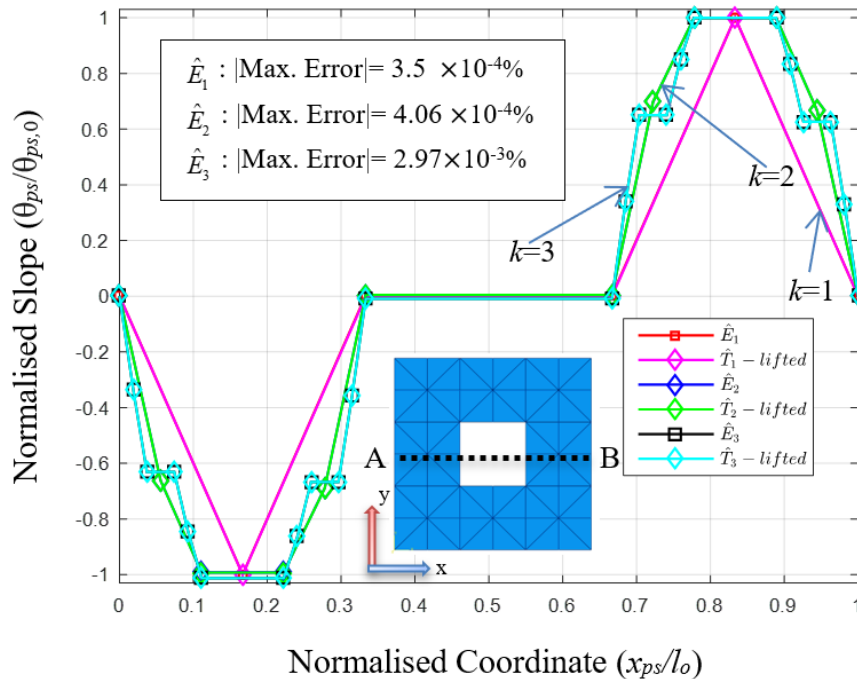 Ê₁ : |Max. Error|= 3.5 ×10⁻⁴%
Ê₂ : |Max. Error|= 4.06 ×10⁻⁴%
Ê₃ : |Max. Error|= 2.97×10⁻³%
1
0.8
0.6
0.4
0.2
0
-0.2
-0.4
-0.6
-0.8
-1
Normalised Slope (θps/θps,0)
k=2
k=3
k=1
Ê₁
T̂₁ − lifted
Ê₂
T̂₂ − lifted
Ê₃
T̂₃ − lifted
A
B
y
x
0 0.1 0.2 0.3 0.4 0.5 0.6 0.7 0.8 0.9 1
Normalised Coordinate (xps/lo)